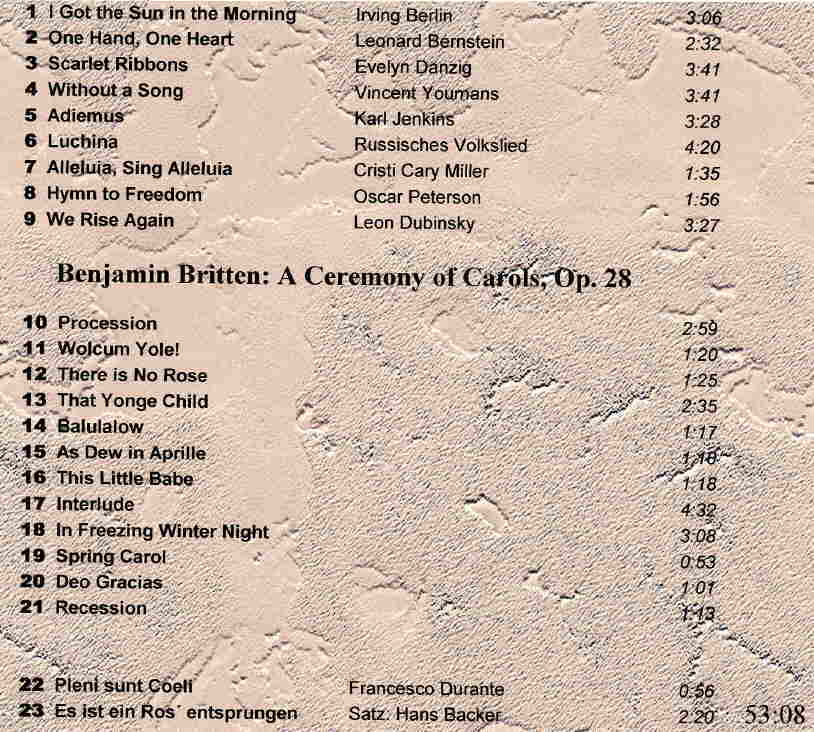 1 I Got the Sun in the Morning Irving Berlin 3:06
2 One Hand, One Heart Leonard Bernstein 2:32
3 Scarlet Ribbons Evelyn Danzig 3:41
4 Without a Song Vincent Youmans 3:41
5 Adiemus Karl Jenkins 3:28
6 Luchina Russisches Volkslied 4:20
7 Alleluia, Sing Alleluia Cristi Cary Miller 1:35
8 Hymn to Freedom Oscar Peterson 1:56
9 We Rise Again Leon Dubinsky 3:27
Benjamin Britten: A Ceremony of Carols, Op. 28
10 Procession 2:59
11 Wolcum Yole! 1:20
12 There is No Rose 1:25
13 That Yonge Child 2:35
14 Balulalow 1:17
15 As Dew in Aprille
16 This Little Babe 1:18
17 Interlude 4:32
18 In Freezing Winter Night 3:08
19 Spring Carol 0:53
20 Deo Gracias 1:01
21 Recession 1:13
22 Pleni sunt Coeli Francesco Durante 0:56
23 Es ist ein Ros´ entsprungen Satz: Hans Backer 2:20 53:08